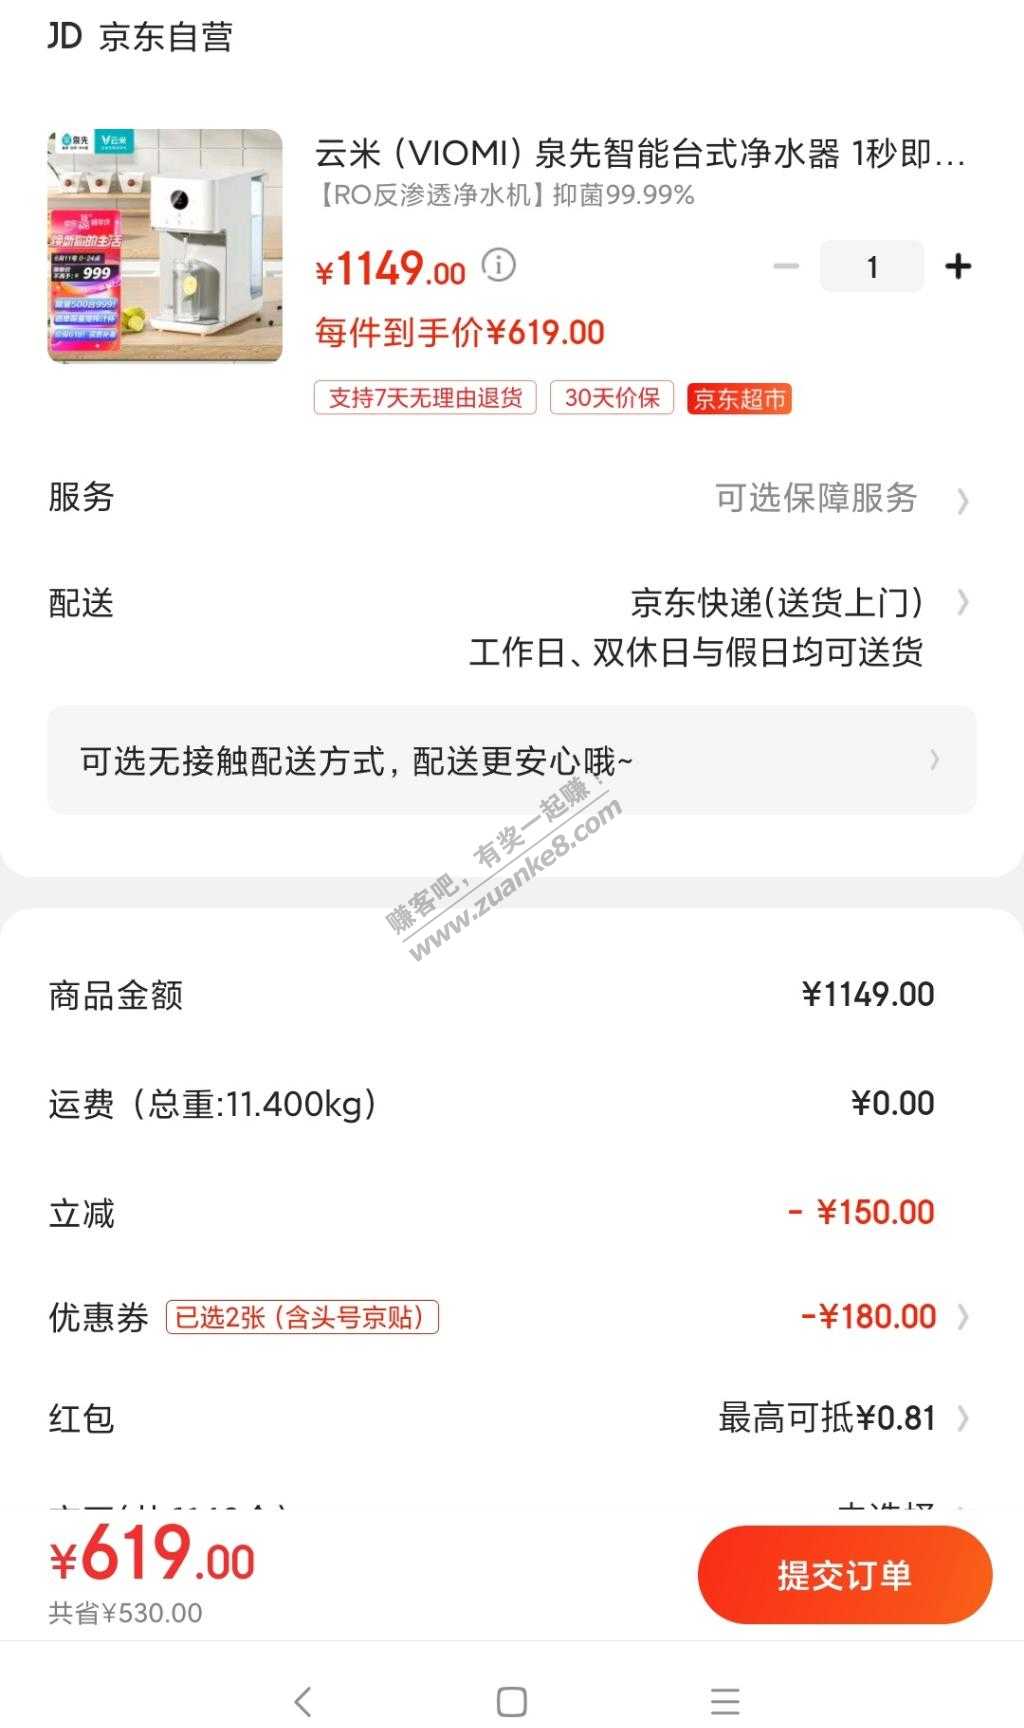 JD 京东自营
泉先 云米
换新你的生活
999
云米（VIOMI）泉先智能台式净水器 1秒即...
【RO反渗透净水机】抑菌99.99%
¥1149.00
1
每件到手价¥619.00
支持7天无理由退货 30天价保 京东超市
服务 可选保障服务
配送 京东快递(送货上门)
工作日、双休日与假日均可送货
可选无接触配送方式，配送更安心哦~
赚客吧，有奖一起赚！
www.zuanke8.com
商品金额 ¥1149.00
运费（总重:11.400kg） ¥0.00
立减 - ¥150.00
优惠券 已选2张（含头号京贴） -¥180.00
红包 最高可抵¥0.81
¥619.00
共省¥530.00
提交订单